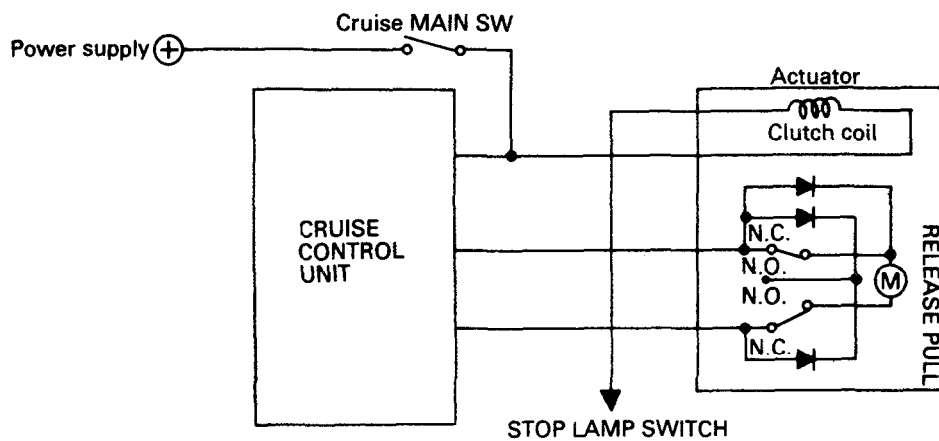 Cruise MAIN SW
Power supply +
Actuator
Clutch coil
CRUISE
CONTROL
UNIT
N.C.
N.O.
N.O.
M
N.C.
RELEASE PULL
STOP LAMP SWITCH